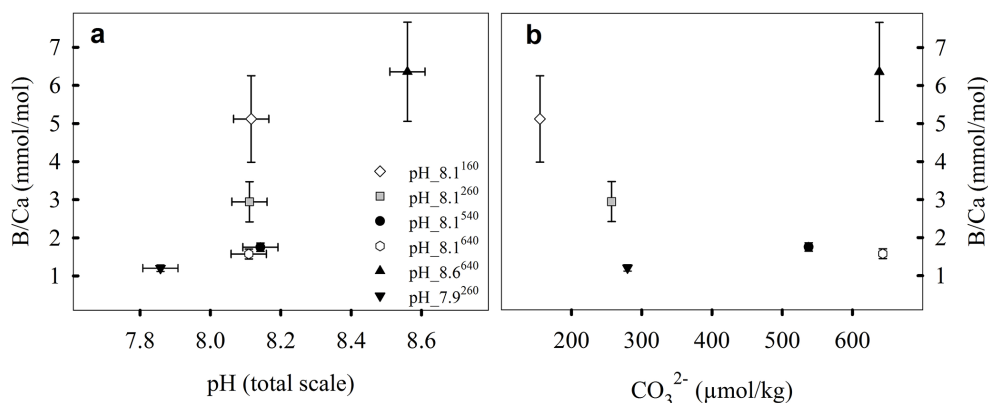 a
b
7
6
5
4
3
2
1
B/Ca (mmol/mol)
pH_8.1¹⁶⁰
pH_8.1²⁶⁰
pH_8.1⁵⁴⁰
pH_8.1⁶⁴⁰
pH_8.6⁶⁴⁰
pH_7.9²⁶⁰
7.8 8.0 8.2 8.4 8.6
pH (total scale)
200 300 400 500 600
CO₃²⁻ (µmol/kg)
7
6
5
4
3
2
1
B/Ca (mmol/mol)